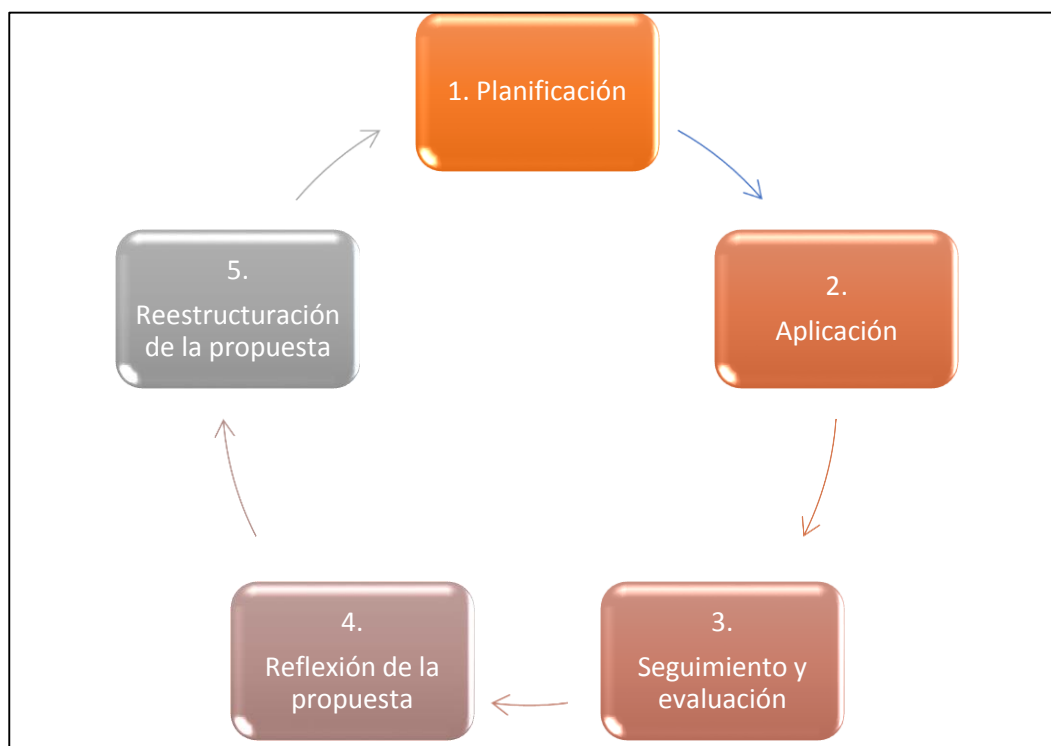 1. Planificación
2.
Aplicación
3.
Seguimiento y
evaluación
4.
Reflexión de la
propuesta
5.
Reestructuración
de la propuesta